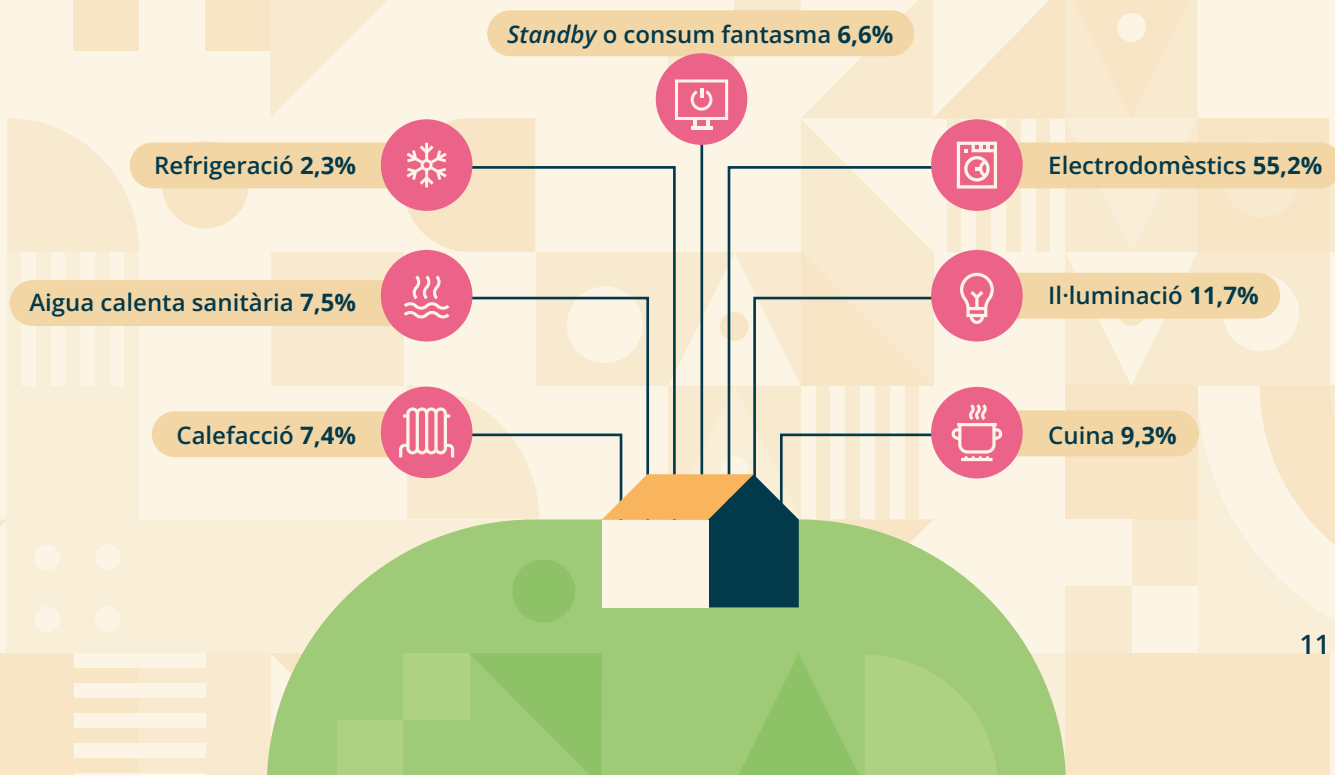 Standby o consum fantasma 6,6%
Refrigeració 2,3%
Electrodomèstics 55,2%
Aigua calenta sanitària 7,5%
Il·luminació 11,7%
Calefacció 7,4%
Cuina 9,3%
11